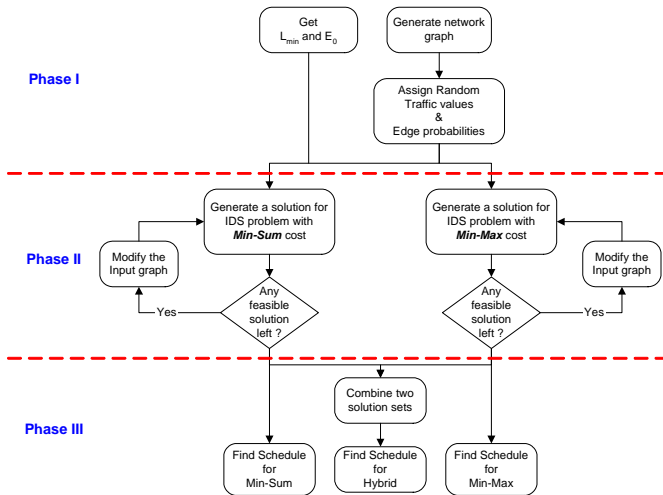 Get
L_min and E_0
Generate network
graph
Phase I
Assign Random
Traffic values
&
Edge probabilities
Generate a solution for
IDS problem with
Min-Sum cost
Generate a solution for
IDS problem with
Min-Max cost
Phase II
Modify the
Input graph
Modify the
Input graph
Any
feasible
solution
left ?
Yes
Any
feasible
solution
left ?
Yes
Combine two
solution sets
Phase III
Find Schedule
for
Min-Sum
Find Schedule
for
Hybrid
Find Schedule
for
Min-Max